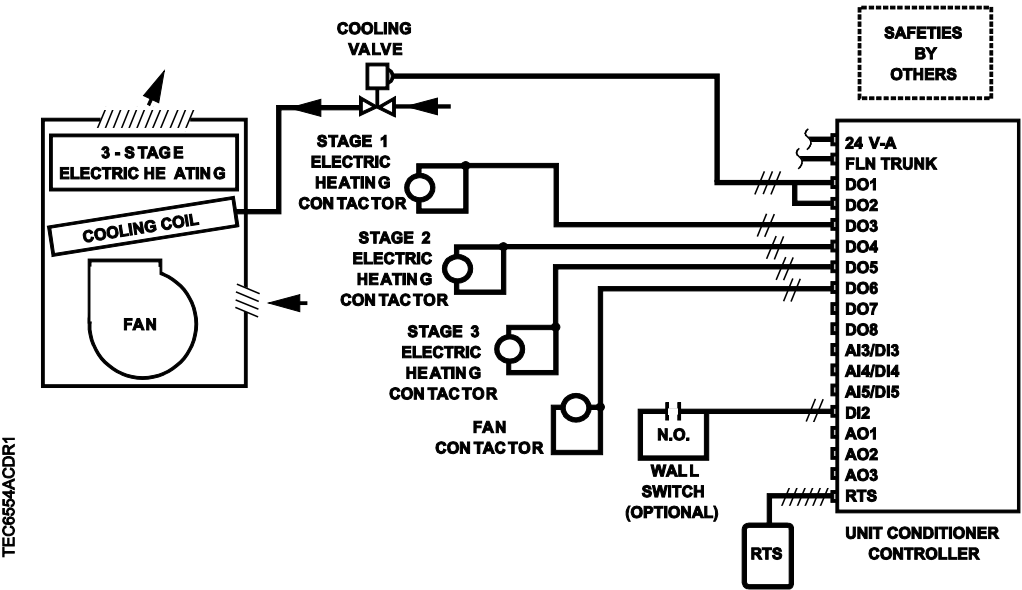 COOLING
VALVE
SAFETIES
BY
OTHERS
3 - STAGE
ELECTRIC HE ATING
COOLING COIL
FAN
STAGE 1
ELECTRIC
HEATING
CONTACTOR
STAGE 2
ELECTRIC
HEATING
CONTACTOR
STAGE 3
ELECTRIC
HEATING
CONTACTOR
FAN
CONTACTOR
N.O.
WALL
SWITCH
(OPTIONAL)
24 V-A
FLN TRUNK
DO1
DO2
DO3
DO4
DO5
DO6
DO7
DO8
AI3/DI3
AI4/DI4
AI5/DI5
DI2
AO1
AO2
AO3
RTS
RTS
UNIT CONDITIONER
CONTROLLER
TEC6554ACDR1